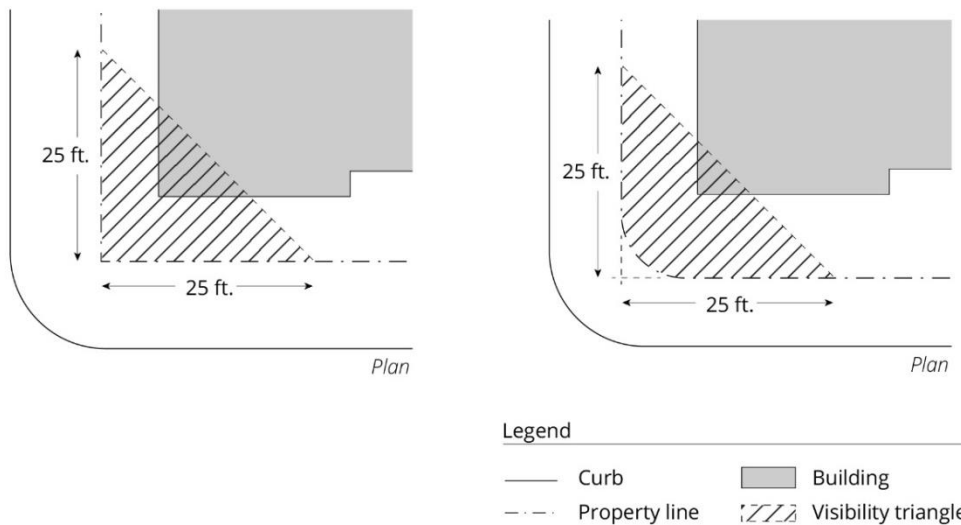 25 ft.
25 ft.
Plan
25 ft.
25 ft.
Plan
Legend
Curb
Building
Property line
Visibility triangle